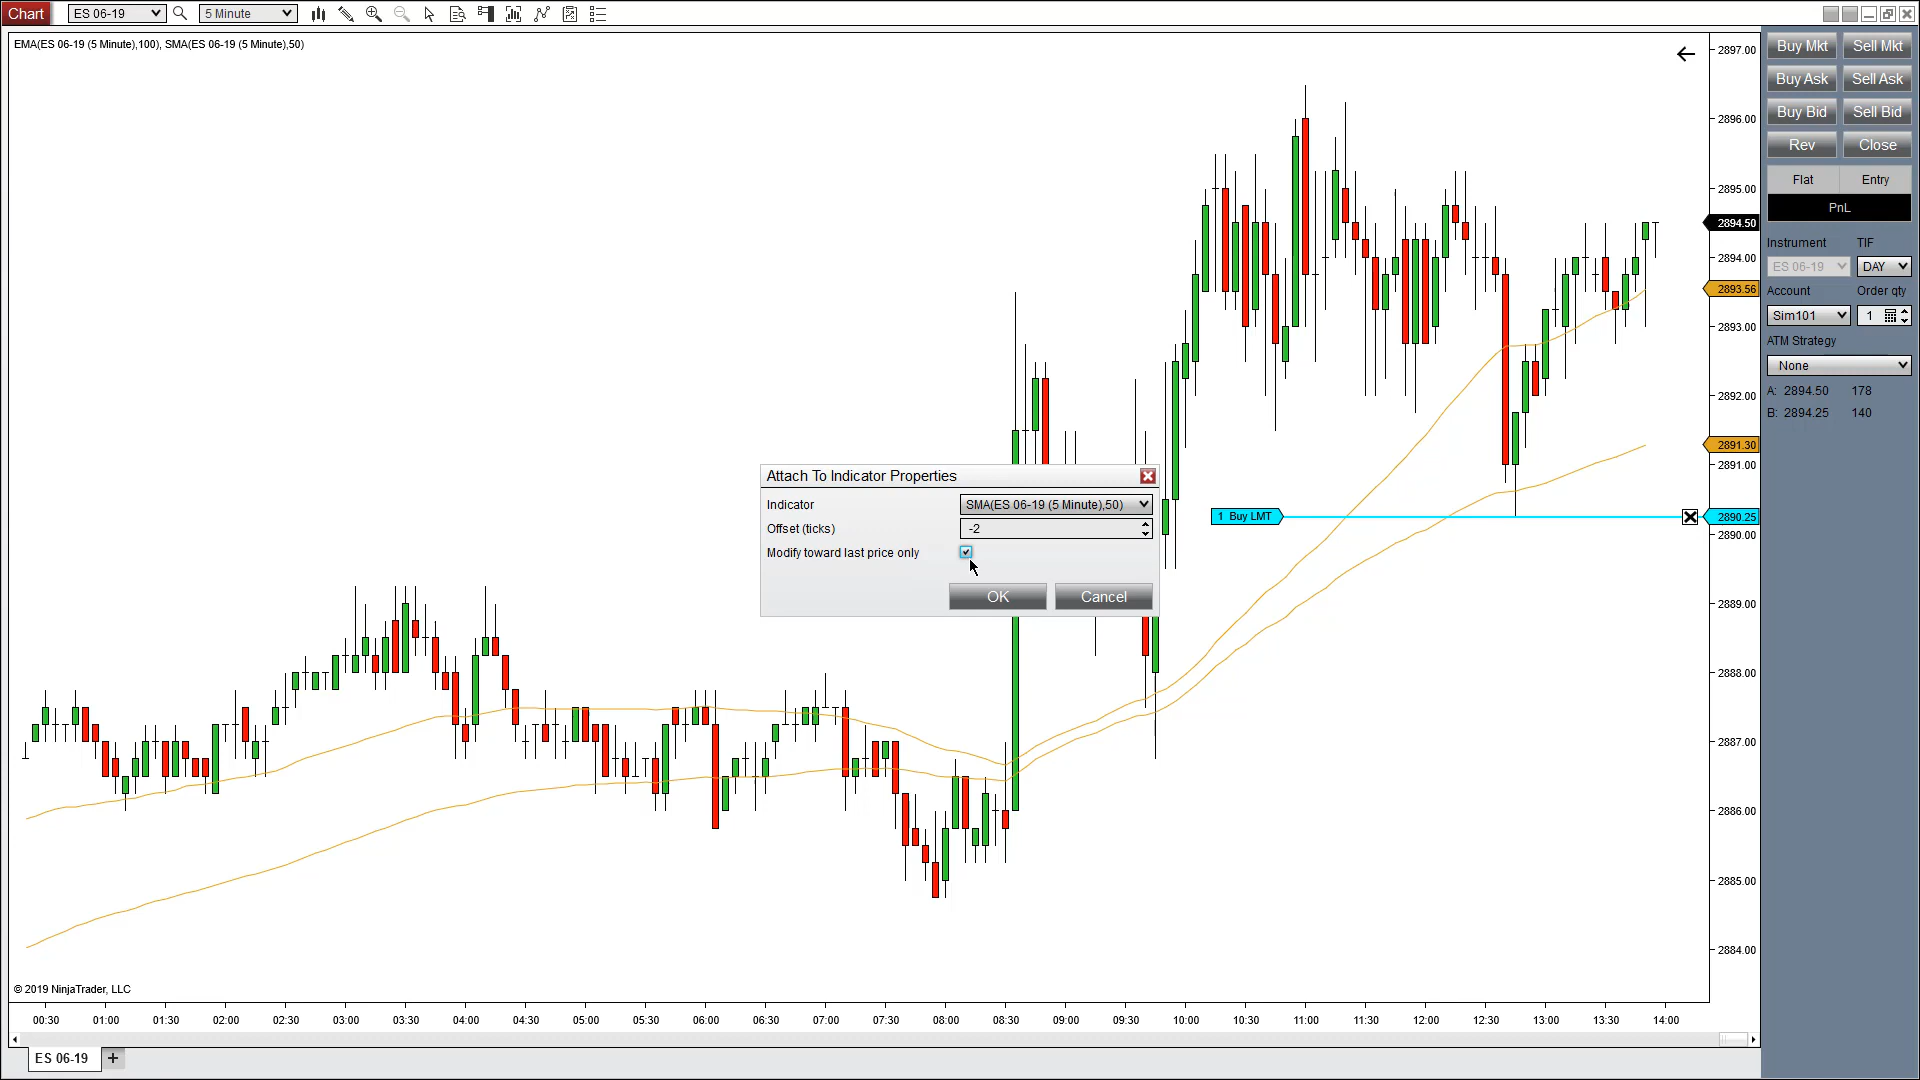 Chart ES 06-19 5 Minute
EMA(ES 06-19 (5 Minute),100), SMA(ES 06-19 (5 Minute),50)
2897.00
2896.00
2895.00
2894.50
2894.00
2893.56
2893.00
2892.00
2891.30
2891.00
2890.25
2890.00
2889.00
2888.00
2887.00
2886.00
2885.00
2884.00
1 Buy LMT
Attach To Indicator Properties
Indicator SMA(ES 06-19 (5 Minute),50)
Offset (ticks) -2
Modify toward last price only
OK Cancel
© 2019 NinjaTrader, LLC
00:30 01:00 01:30 02:00 02:30 03:00 03:30 04:00 04:30 05:00 05:30 06:00 06:30 07:00 07:30 08:00 08:30 09:00 09:30 10:00 10:30 11:00 11:30 12:00 12:30 13:00 13:30 14:00
ES 06-19 +
Buy Mkt Sell Mkt
Buy Ask Sell Ask
Buy Bid Sell Bid
Rev Close
Flat Entry
PnL
Instrument TIF
ES 06-19 DAY
Account Order qty
Sim101 1
ATM Strategy
None
A: 2894.50 178
B: 2894.25 140